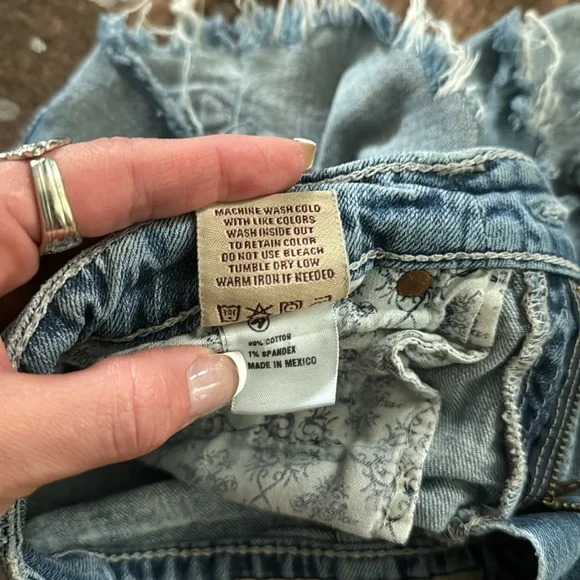 MACHINE WASH COLD
WITH LIKE COLORS
WASH INSIDE OUT
TO RETAIN COLOR
DO NOT USE BLEACH
TUMBLE DRY LOW
WARM IRON IF NEEDED
99% COTTON
1% SPANDEX
MADE IN MEXICO